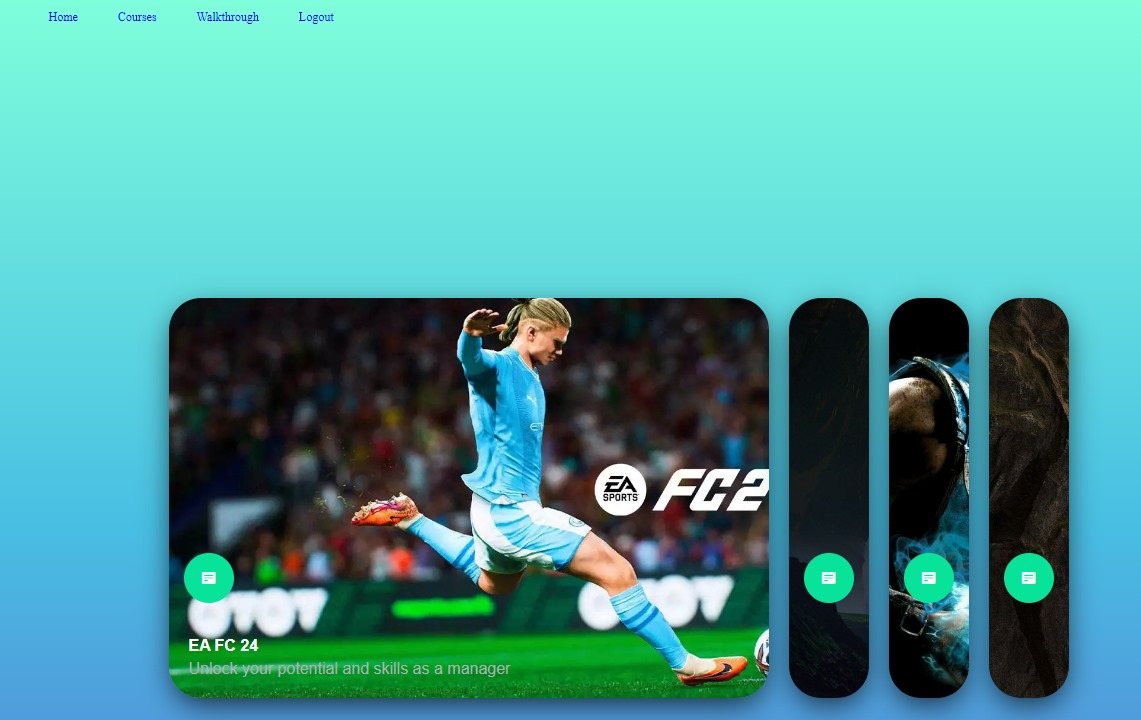 Home Courses Walkthrough Logout
EA
SPORTS
FC2
EA FC 24
Unlock your potential and skills as a manager